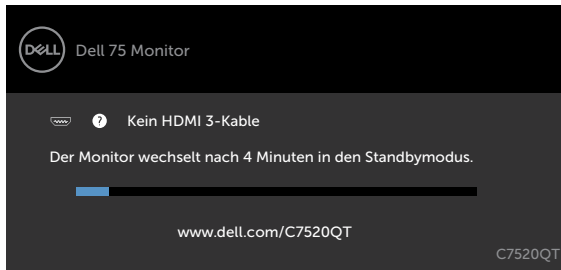 DELL
Dell 75 Monitor
? Kein HDMI 3-Kable
Der Monitor wechselt nach 4 Minuten in den Standbymodus.
www.dell.com/C7520QT
C7520QT